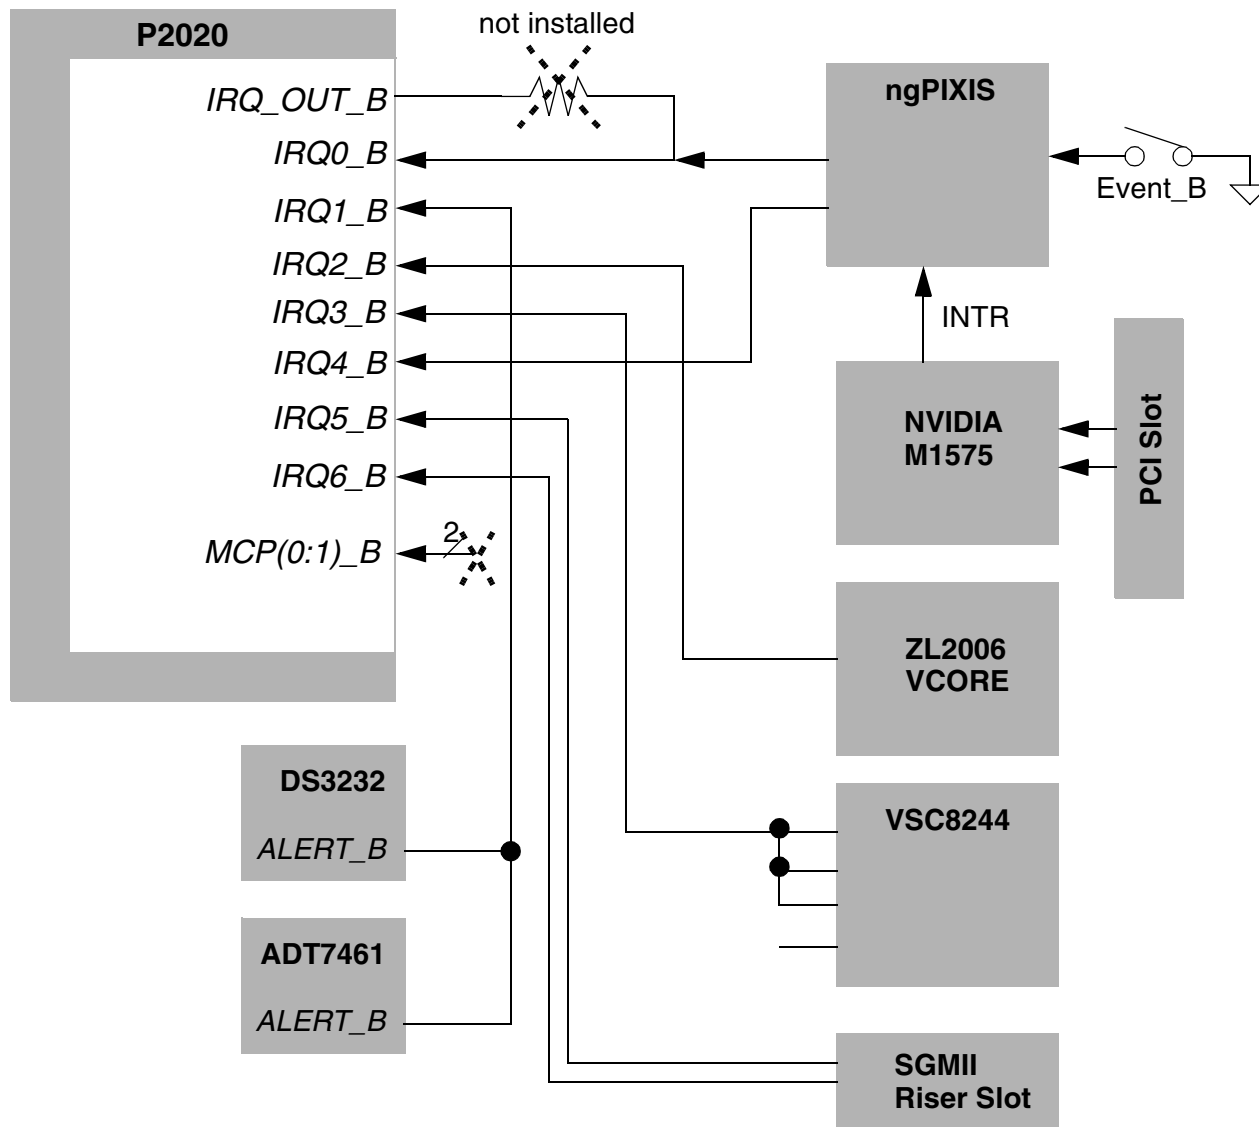 P2020
not installed
IRQ_OUT_B
IRQ0_B
IRQ1_B
IRQ2_B
IRQ3_B
IRQ4_B
IRQ5_B
IRQ6_B
MCP(0:1)_B
2
ngPIXIS
Event_B
INTR
NVIDIA
M1575
PCI Slot
ZL2006
VCORE
DS3232
ALERT_B
VSC8244
ADT7461
ALERT_B
SGMII
Riser Slot